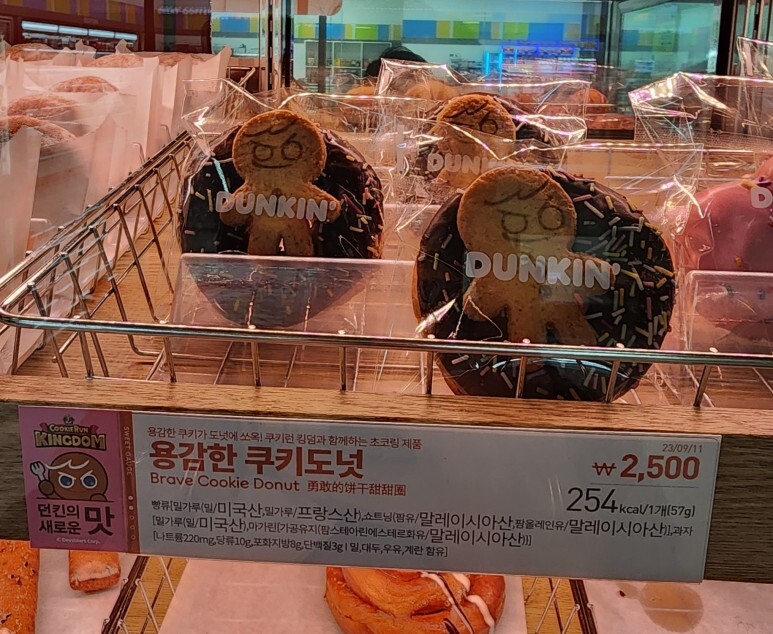 DUNKIN'
DUNKIN'
DUNKIN'
COOKIERUN
KINGDOM
던킨의
새로운 맛
© Devsisters Corp.
SWEET GAUGE
용감한 쿠키가 도넛에 쏘옥! 쿠키런 킹덤과 함께하는 초코링 제품
용감한 쿠키도넛
Brave Cookie Donut 勇敢的饼干甜甜圈
23/09/11
₩ 2,500
254kcal/1개(57g)
빵류[밀가루(밀/미국산,밀가루/프랑스산),쇼트닝(팜유/말레이시아산,팜올레인유/말레이시아산)],과자
[밀가루(밀/미국산),마가린(가공유지(팜스테아린에스테르화유/말레이시아산)]]
[나트륨220mg,당류10g,포화지방8g,단백질3g | 밀,대두,우유,계란 함유]